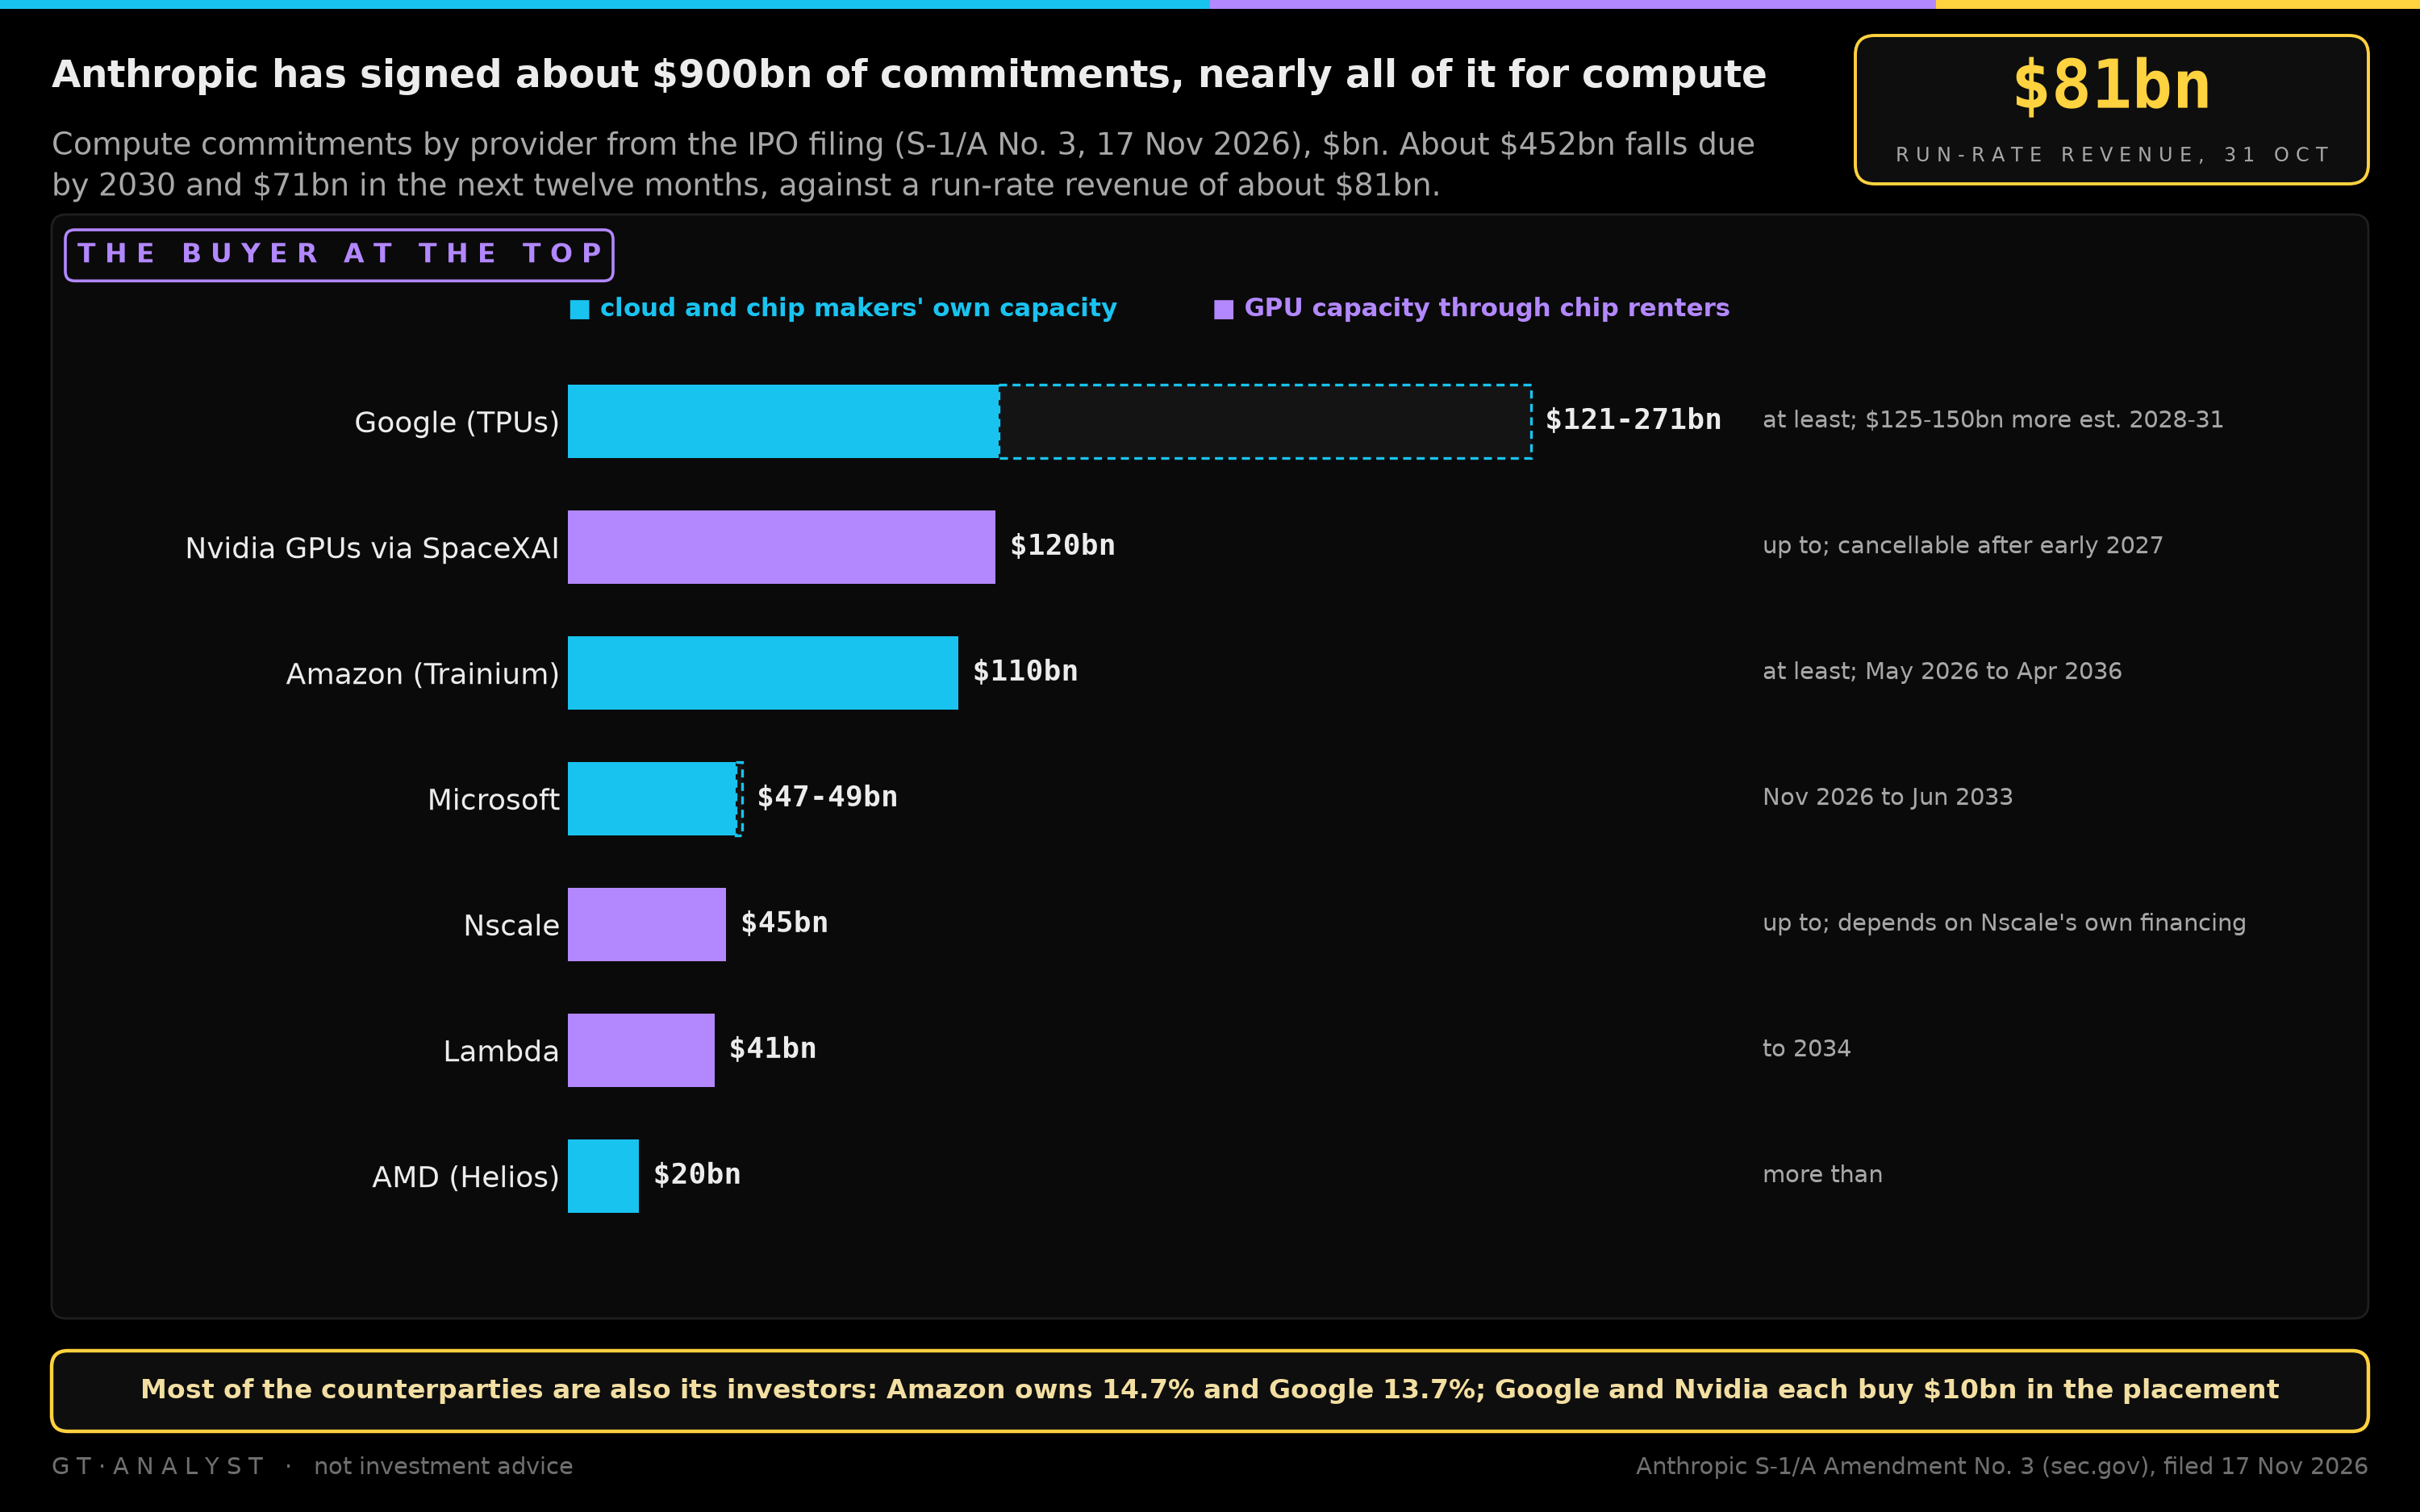 Anthropic has signed about $900bn of commitments, nearly all of it for compute
Compute commitments by provider from the IPO filing (S-1/A No. 3, 17 Nov 2026), $bn. About $452bn falls due
by 2030 and $71bn in the next twelve months, against a run-rate revenue of about $81bn.
$81bn
RUN-RATE REVENUE, 31 OCT
THE BUYER AT THE TOP
■ cloud and chip makers' own capacity
■ GPU capacity through chip renters
Google (TPUs) $121-271bn at least; $125-150bn more est. 2028-31
Nvidia GPUs via SpaceXAI $120bn up to; cancellable after early 2027
Amazon (Trainium) $110bn at least; May 2026 to Apr 2036
Microsoft $47-49bn Nov 2026 to Jun 2033
Nscale $45bn up to; depends on Nscale's own financing
Lambda $41bn to 2034
AMD (Helios) $20bn more than
Most of the counterparties are also its investors: Amazon owns 14.7% and Google 13.7%; Google and Nvidia each buy $10bn in the placement
GT·ANALYST · not investment advice
Anthropic S-1/A Amendment No. 3 (sec.gov), filed 17 Nov 2026